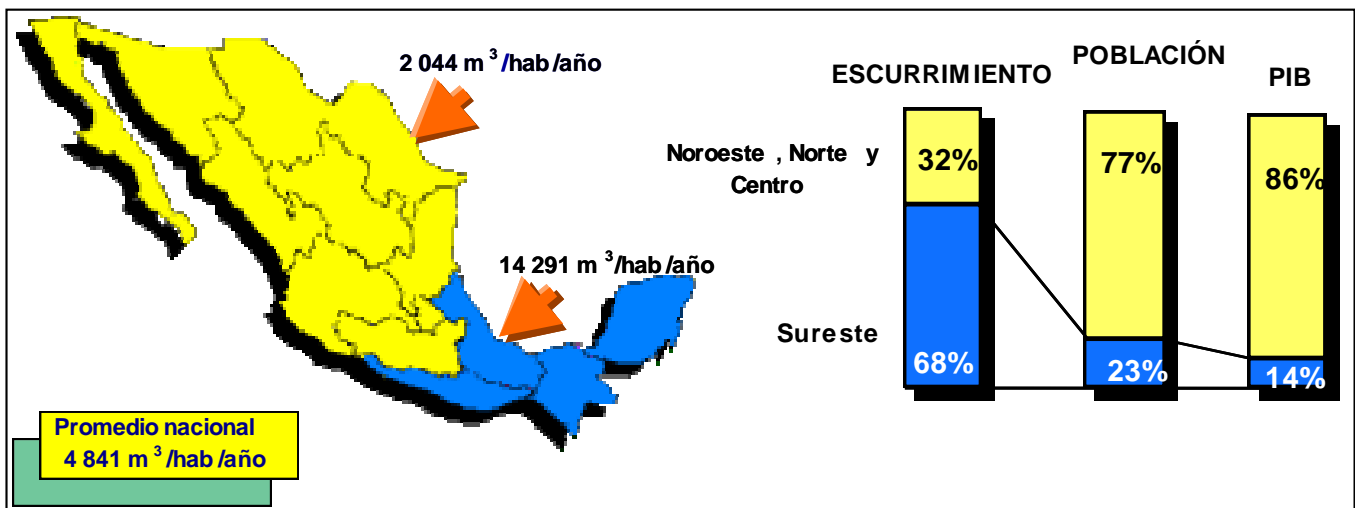 2 044 m³/hab/año
14 291 m³/hab/año
Promedio nacional
4 841 m³/hab/año
ESCURRIMIENTO
POBLACIÓN
PIB
Noroeste , Norte y
Centro
32%
77%
86%
Sureste
68%
23%
14%